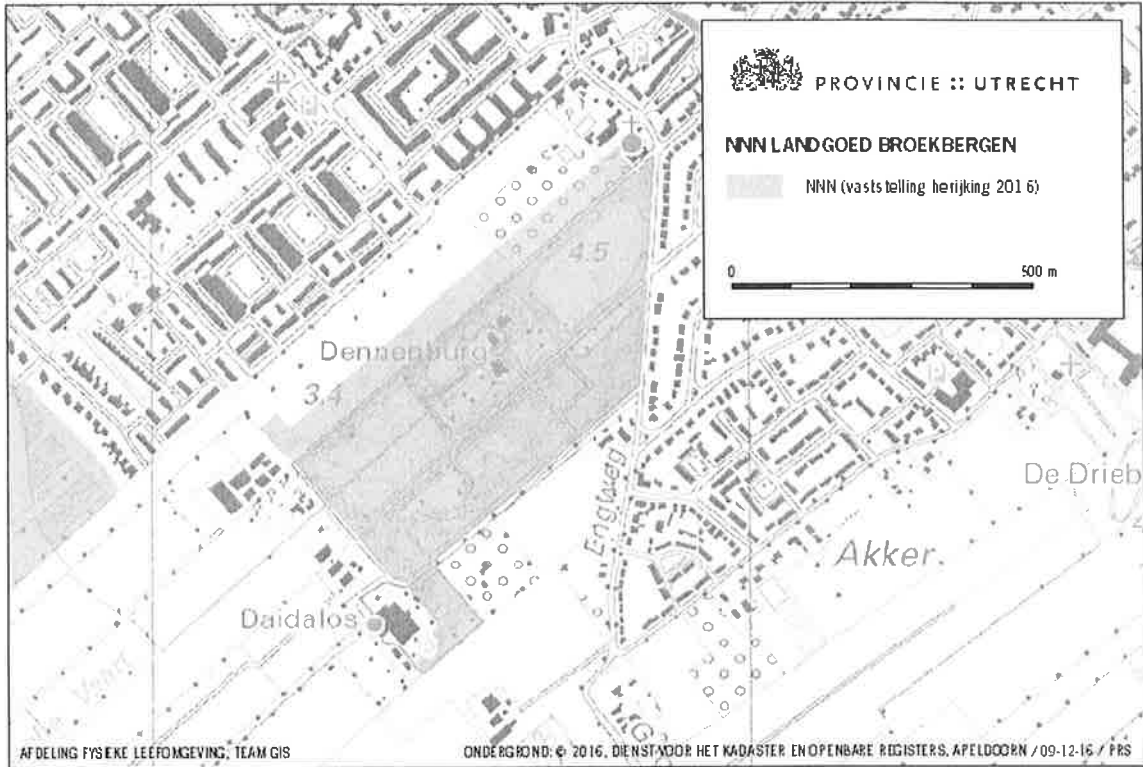 PROVINCIE :: UTRECHT
NNN LANDGOED BROEKBERGEN
NNN (vaststelling herijking 2016)
0 500 m
4.5
Dennenburg
3.4
Engweg
De Drieb
Akker
Daidalos
AFDELING FYSIEKE LEEFOMGEVING, TEAM GIS
ONDERGROND: © 2016, DIENST VOOR HET KADASTER EN OPENBARE REGISTERS, APELDOORN / 09-12-16 / PRS